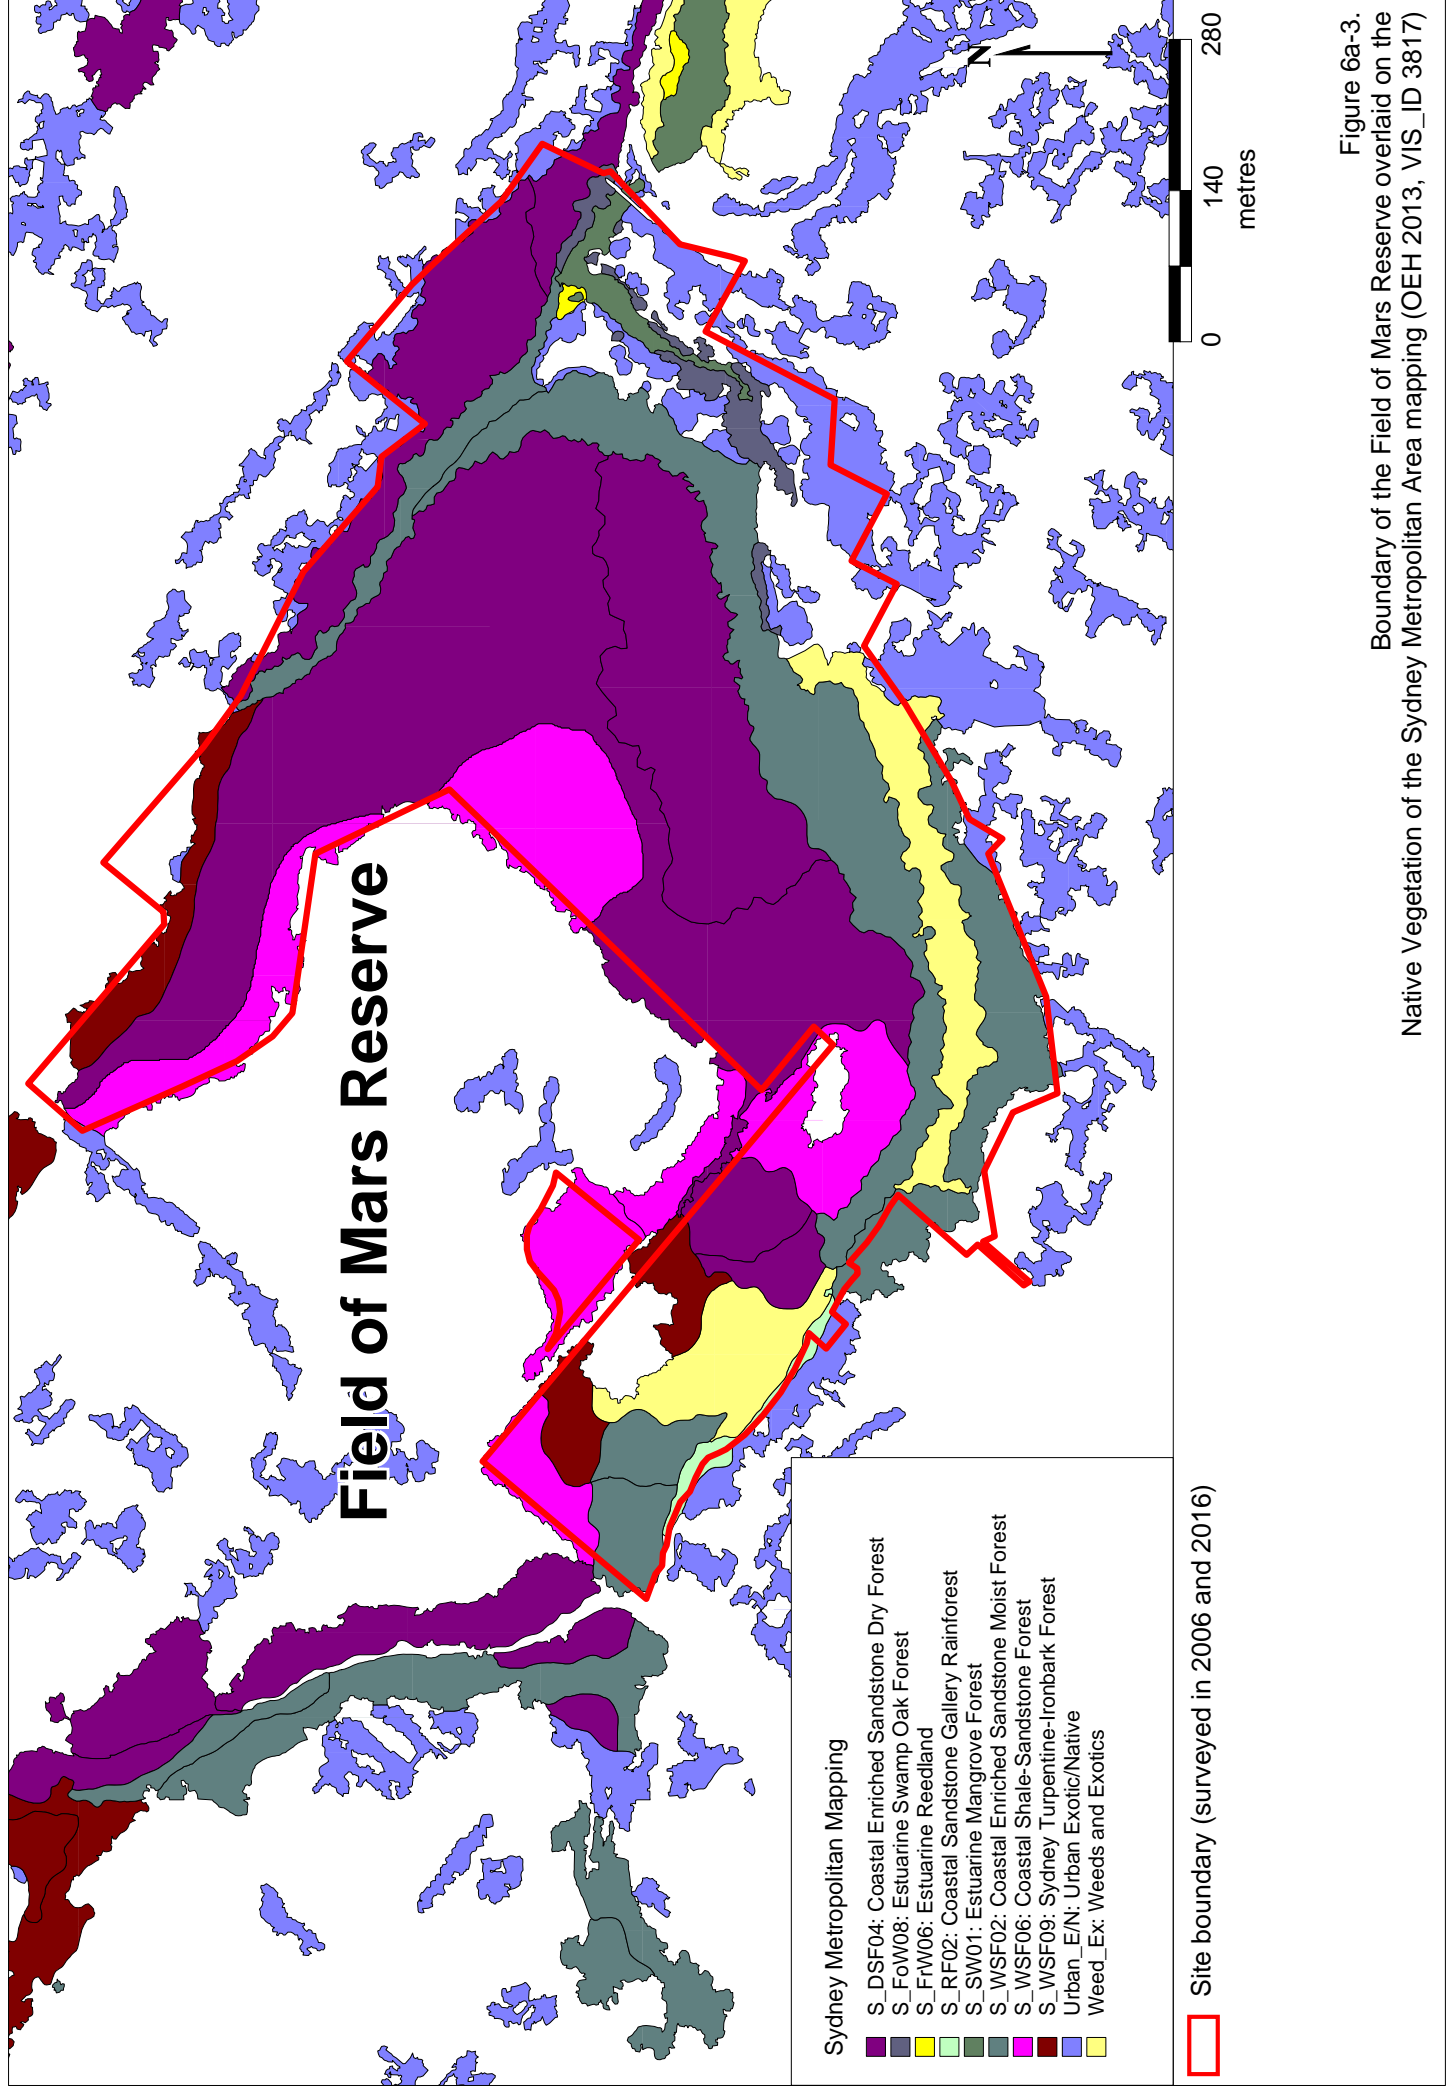 Field of Mars Reserve
N
0 140 280
metres
Sydney Metropolitan Mapping
S_DSF04: Coastal Enriched Sandstone Dry Forest
S_FoW08: Estuarine Swamp Oak Forest
S_FrW06: Estuarine Reedland
S_RF02: Coastal Sandstone Gallery Rainforest
S_SW01: Estuarine Mangrove Forest
S_WSF02: Coastal Enriched Sandstone Moist Forest
S_WSF06: Coastal Shale-Sandstone Forest
S_WSF09: Sydney Turpentine-Ironbark Forest
Urban_E/N: Urban Exotic/Native
Weed_Ex: Weeds and Exotics
Site boundary (surveyed in 2006 and 2016)
Figure 6a-3.
Boundary of the Field of Mars Reserve overlaid on the
Native Vegetation of the Sydney Metropolitan Area mapping (OEH 2013, VIS_ID 3817)